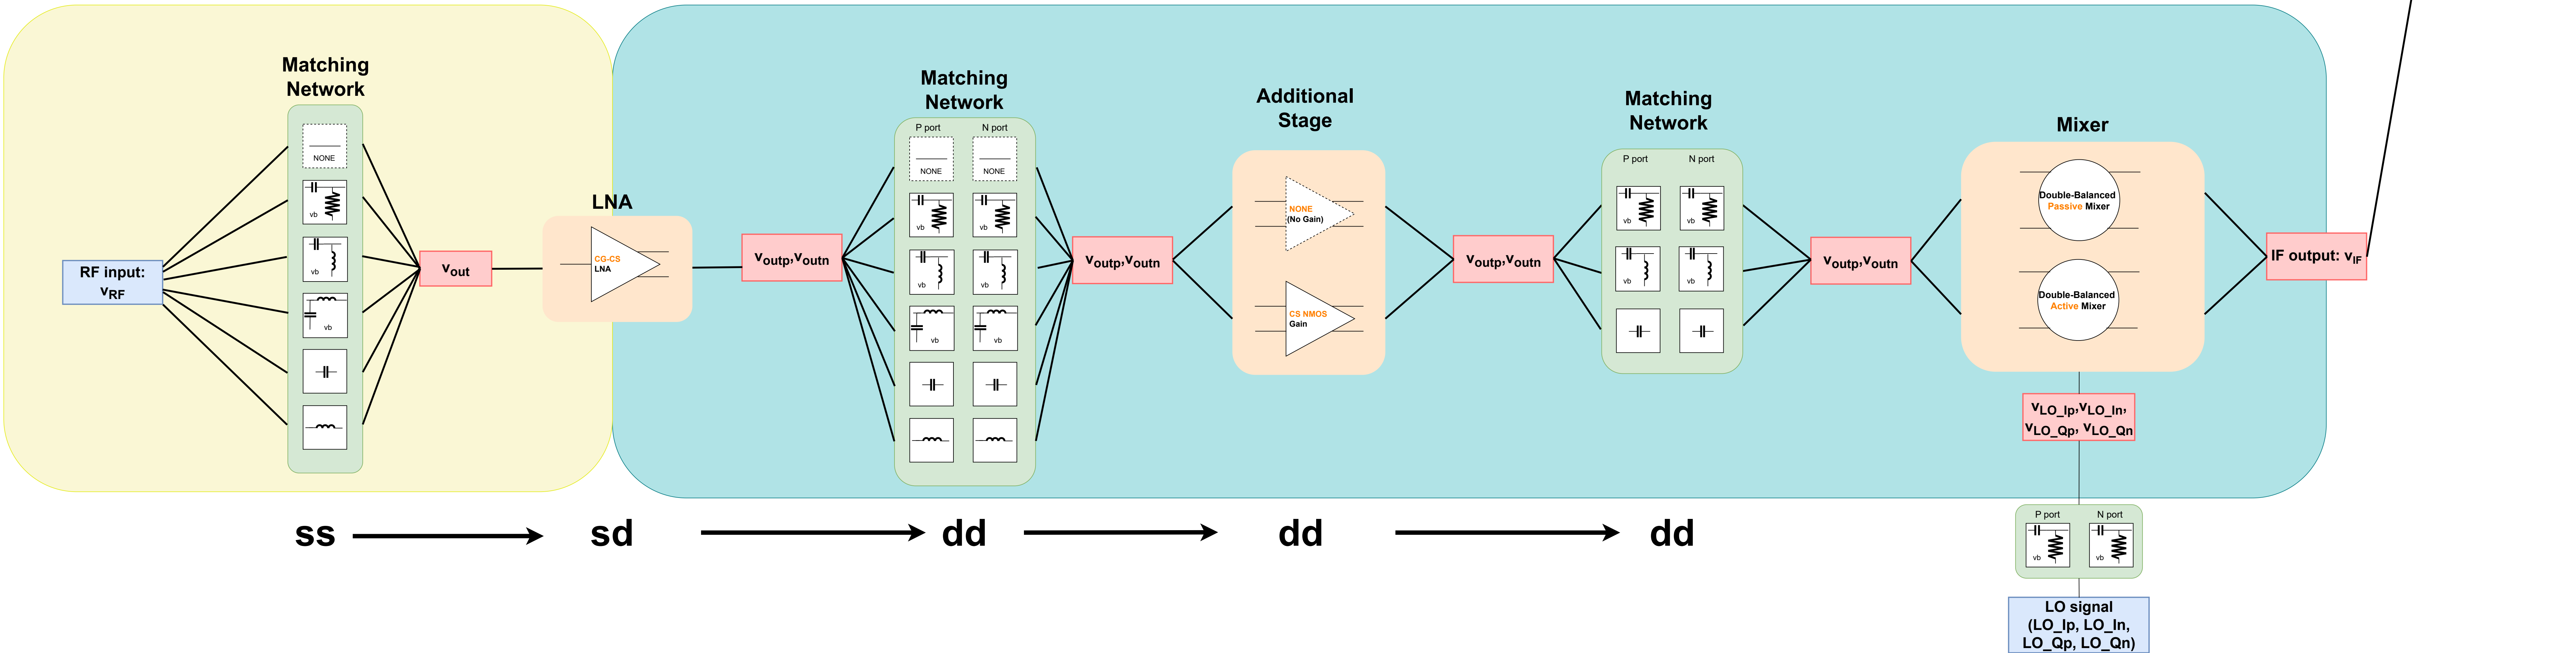 Matching
Network
NONE
vb
vb
vb
RF input:
vRF
vout
LNA
CG-CS
LNA
voutp,voutn
Matching
Network
P port N port
NONE NONE
vb vb
vb vb
vb vb
voutp,voutn
Additional
Stage
NONE
(No Gain)
CS NMOS
Gain
voutp,voutn
Matching
Network
P port N port
vb vb
vb vb
voutp,voutn
Mixer
Double-Balanced
Passive Mixer
Double-Balanced
Active Mixer
IF output: vIF
vLO_Ip,vLO_In,
vLO_Qp, vLO_Qn
P port N port
vb vb
LO signal
(LO_Ip, LO_In,
LO_Qp, LO_Qn)
ss sd dd dd dd